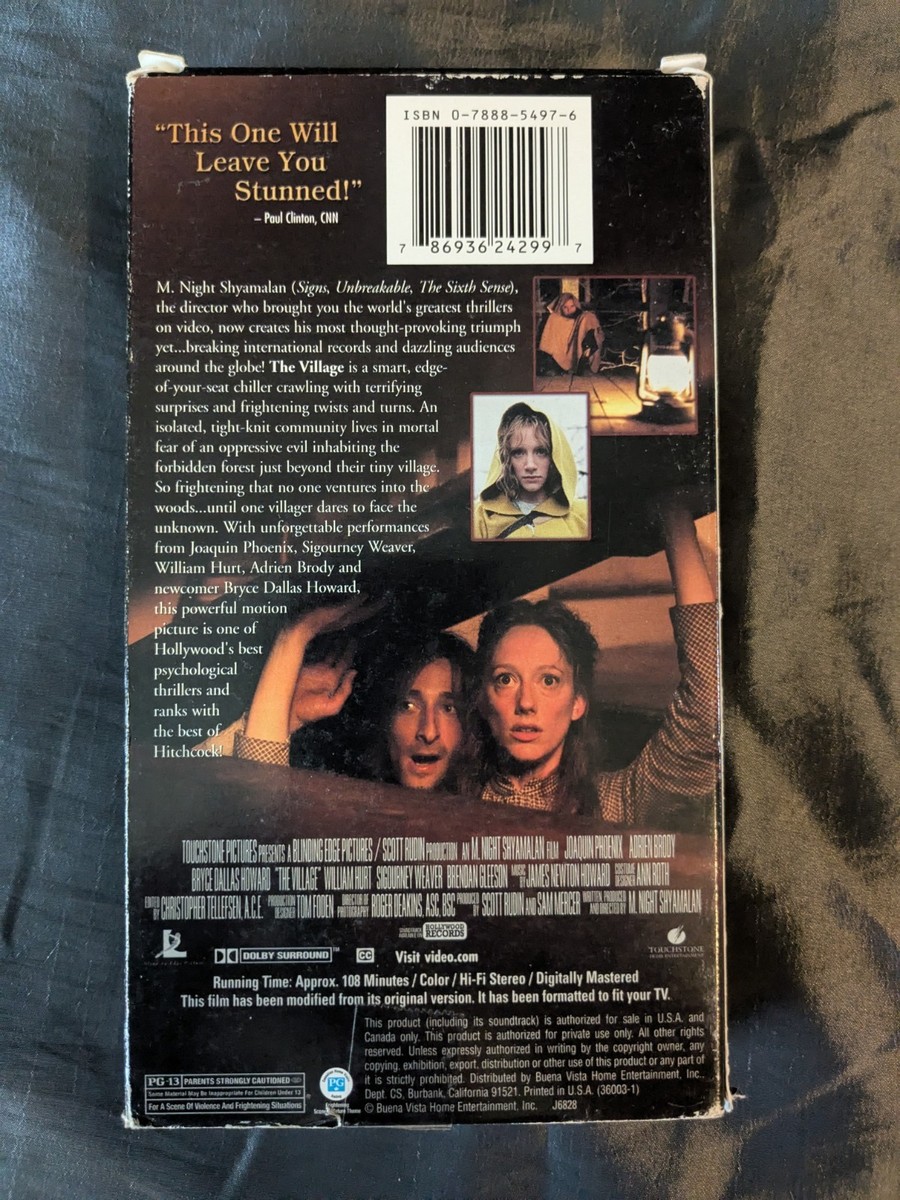 “This One Will
Leave You
Stunned!”
– Paul Clinton, CNN
ISBN 0-7888-5497-6
7 86936 24299 7
M. Night Shyamalan (Signs, Unbreakable, The Sixth Sense),
the director who brought you the world's greatest thrillers
on video, now creates his most thought-provoking triumph
yet...breaking international records and dazzling audiences
around the globe! The Village is a smart, edge-
of-your-seat chiller crawling with terrifying
surprises and frightening twists and turns. An
isolated, tight-knit community lives in mortal
fear of an oppressive evil inhabiting the
forbidden forest just beyond their tiny village.
So frightening that no one ventures into the
woods...until one villager dares to face the
unknown. With unforgettable performances
from Joaquin Phoenix, Sigourney Weaver,
William Hurt, Adrien Brody and
newcomer Bryce Dallas Howard,
this powerful motion
picture is one of
Hollywood's best
psychological
thrillers and
ranks with
the best of
Hitchcock!
TOUCHSTONE PICTURES PRESENTS A BLINDING EDGE PICTURES / SCOTT RUDIN PRODUCTION AN M. NIGHT SHYAMALAN FILM JOAQUIN PHOENIX ADRIEN BRODY
BRYCE DALLAS HOWARD "THE VILLAGE" WILLIAM HURT SIGOURNEY WEAVER BRENDAN GLEESON MUSIC BY JAMES NEWTON HOWARD COSTUME DESIGNER ANN ROTH
EDITED BY CHRISTOPHER TELLEFSEN, A.C.E. PRODUCTION DESIGNER TOM FODEN DIRECTOR OF PHOTOGRAPHY ROGER DEAKINS, ASC, BSC PRODUCED BY SCOTT RUDIN AND SAM MERCER WRITTEN, PRODUCED AND DIRECTED BY M. NIGHT SHYAMALAN
SOUNDTRACK AVAILABLE ON HOLLYWOOD RECORDS
DOLBY SURROUND™ CC Visit video.com
TOUCHSTONE
HOME ENTERTAINMENT
Running Time: Approx. 108 Minutes / Color / Hi-Fi Stereo / Digitally Mastered
This film has been modified from its original version. It has been formatted to fit your TV.
This product (including its soundtrack) is authorized for sale in U.S.A. and
Canada only. This product is authorized for private use only. All other rights
reserved. Unless expressly authorized in writing by the copyright owner, any
copying, exhibition, export, distribution or other use of this product or any part of
it is strictly prohibited. Distributed by Buena Vista Home Entertainment, Inc.,
Dept. CS, Burbank, California 91521. Printed in U.S.A. (36003-1)
© Buena Vista Home Entertainment, Inc. J6828
PG-13 PARENTS STRONGLY CAUTIONED
Some Material May Be Inappropriate For Children Under 13
For A Scene Of Violence And Frightening Situations
PG
Frightening